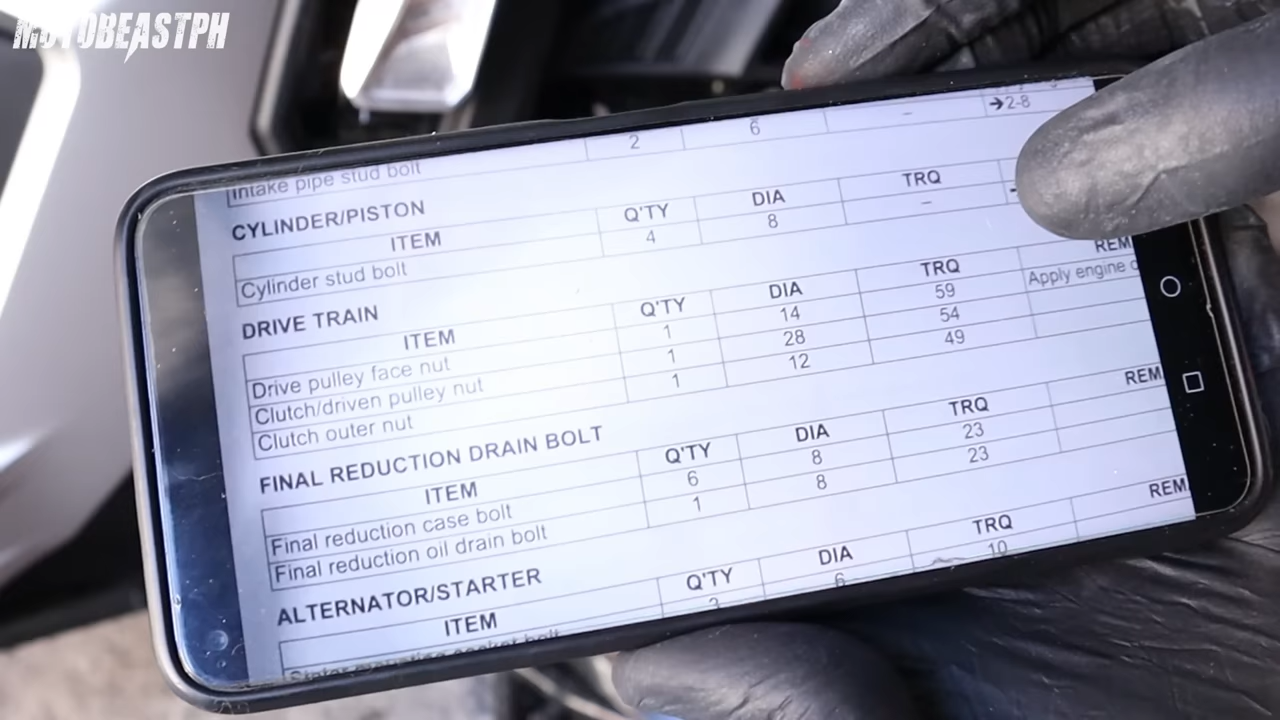 MOTOBEASTPH
2 6 – →2-8
Intake pipe stud bolt
CYLINDER/PISTON
ITEM Q'TY DIA TRQ
Cylinder stud bolt 4 8 –
DRIVE TRAIN
ITEM Q'TY DIA TRQ REM
Drive pulley face nut 1 14 59 Apply engine
Clutch/driven pulley nut 1 28 54
Clutch outer nut 1 12 49
FINAL REDUCTION DRAIN BOLT
ITEM Q'TY DIA TRQ REM
Final reduction case bolt 6 8 23
Final reduction oil drain bolt 1 8 23
ALTERNATOR/STARTER
ITEM Q'TY DIA TRQ REM
6 10